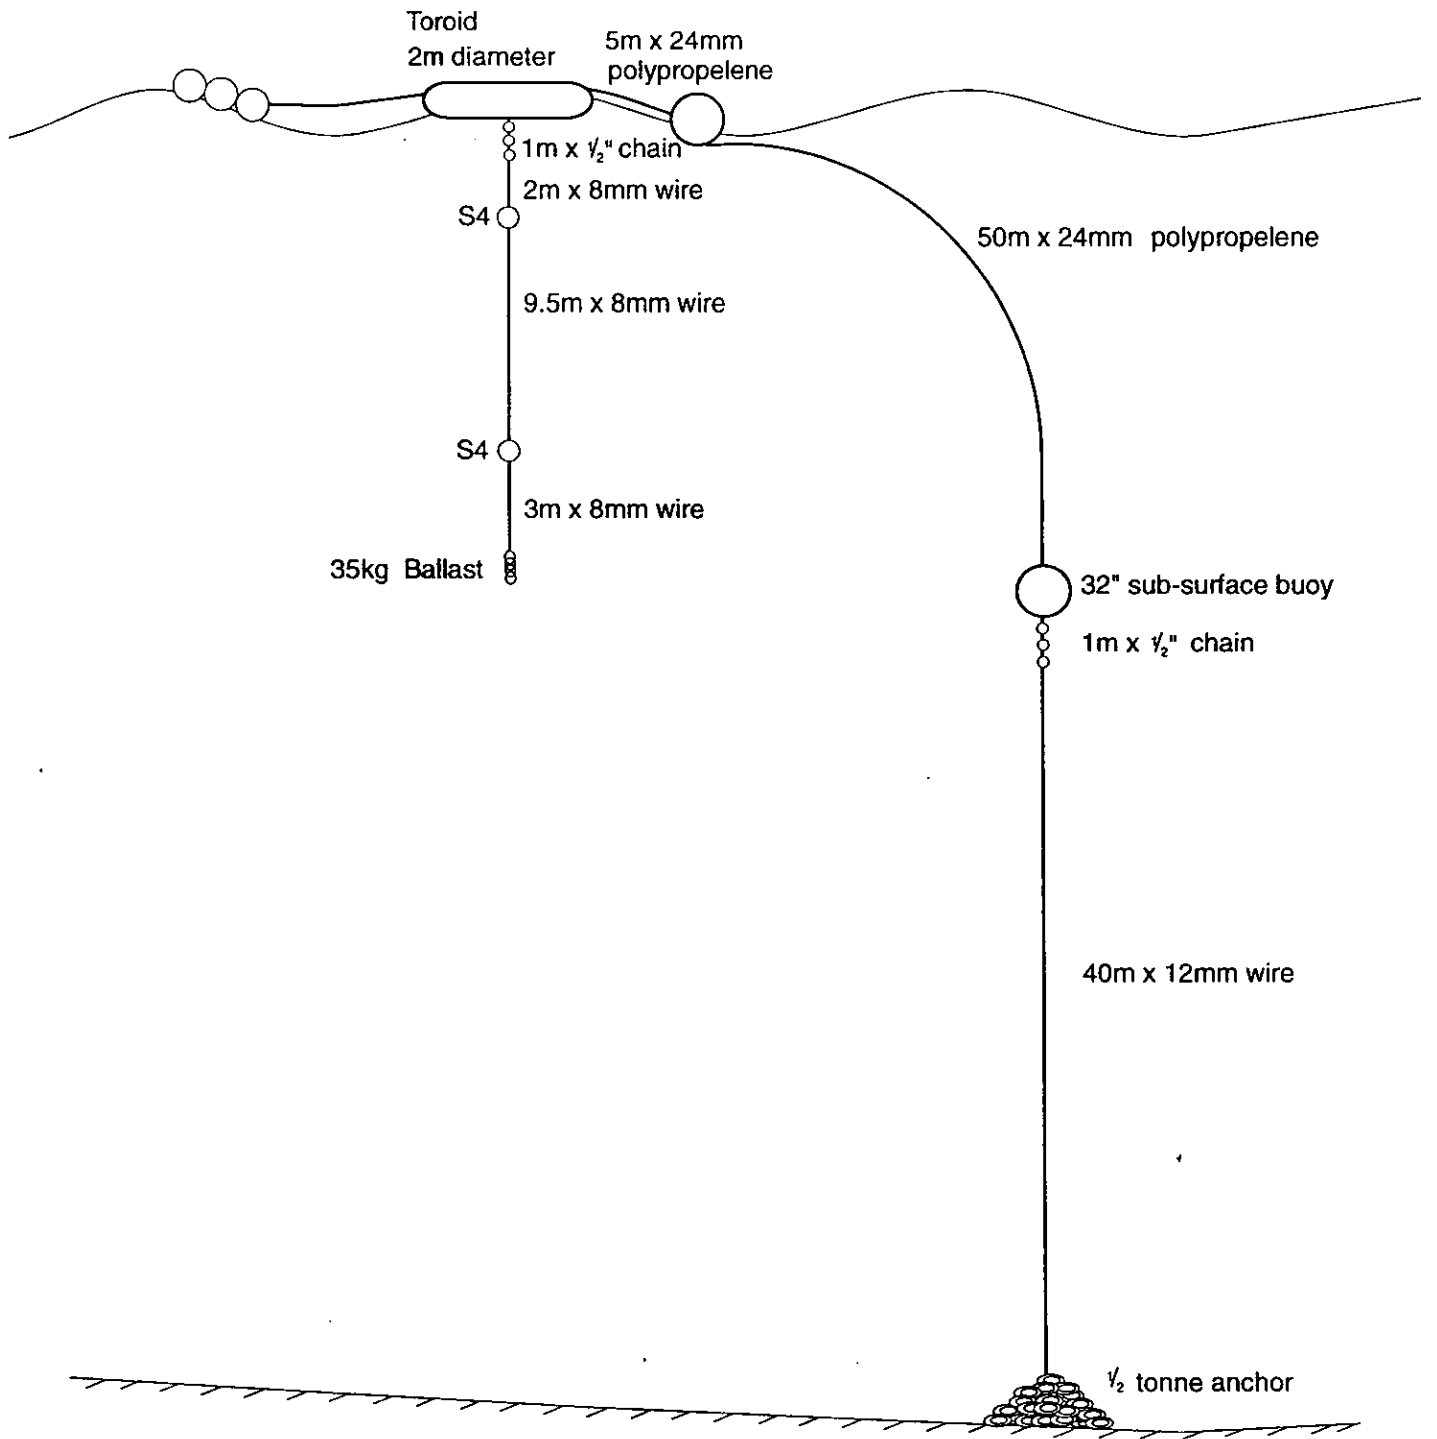 Toroid
2m diameter
5m x 24mm
polypropelene
1m x 1/2" chain
2m x 8mm wire
S4
50m x 24mm polypropelene
9.5m x 8mm wire
S4
3m x 8mm wire
35kg Ballast
32" sub-surface buoy
1m x 1/2" chain
40m x 12mm wire
1/2 tonne anchor